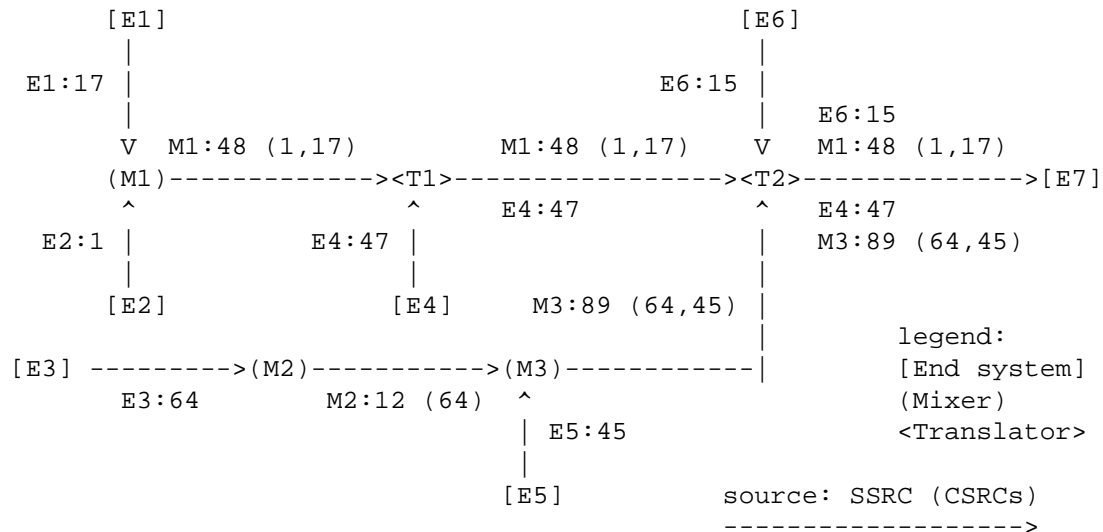 [E1] [E6]
E1:17 E6:15
E6:15
V M1:48 (1,17) M1:48 (1,17) V M1:48 (1,17)
(M1)-------------><T1>-----------------><T2>-------------->[E7]
^ ^ E4:47 ^ E4:47
E2:1 E4:47 M3:89 (64,45)
[E2] [E4] M3:89 (64,45)
legend:
[E3] --------->(M2)----------->(M3)------------| [End system]
E3:64 M2:12 (64) ^ (Mixer)
E5:45 <Translator>
[E5] source: SSRC (CSRCs)
------------------->